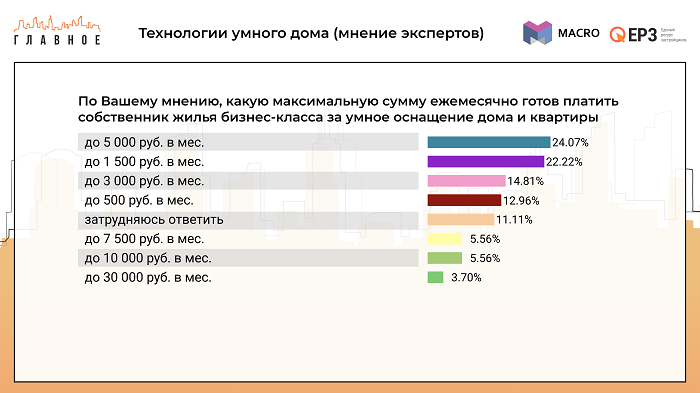 ГЛАВНОЕ
Технологии умного дома (мнение экспертов)
MACRO
ЕРЗ
Единый
ресурс
застройщиков
По Вашему мнению, какую максимальную сумму ежемесячно готов платить
собственник жилья бизнес-класса за умное оснащение дома и квартиры
до 5 000 руб. в мес. 24.07%
до 1 500 руб. в мес. 22.22%
до 3 000 руб. в мес. 14.81%
до 500 руб. в мес. 12.96%
затрудняюсь ответить 11.11%
до 7 500 руб. в мес. 5.56%
до 10 000 руб. в мес. 5.56%
до 30 000 руб. в мес. 3.70%